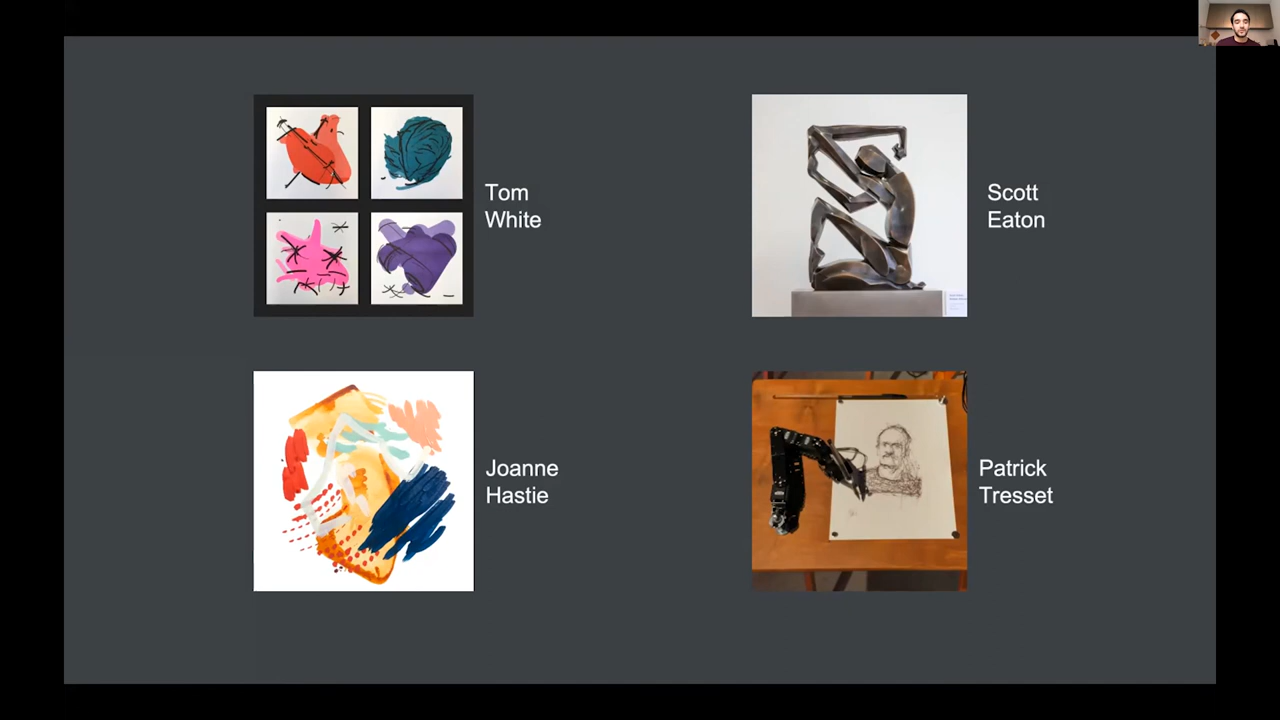 Tom
White
Scott
Eaton
Joanne
Hastie
Patrick
Tresset